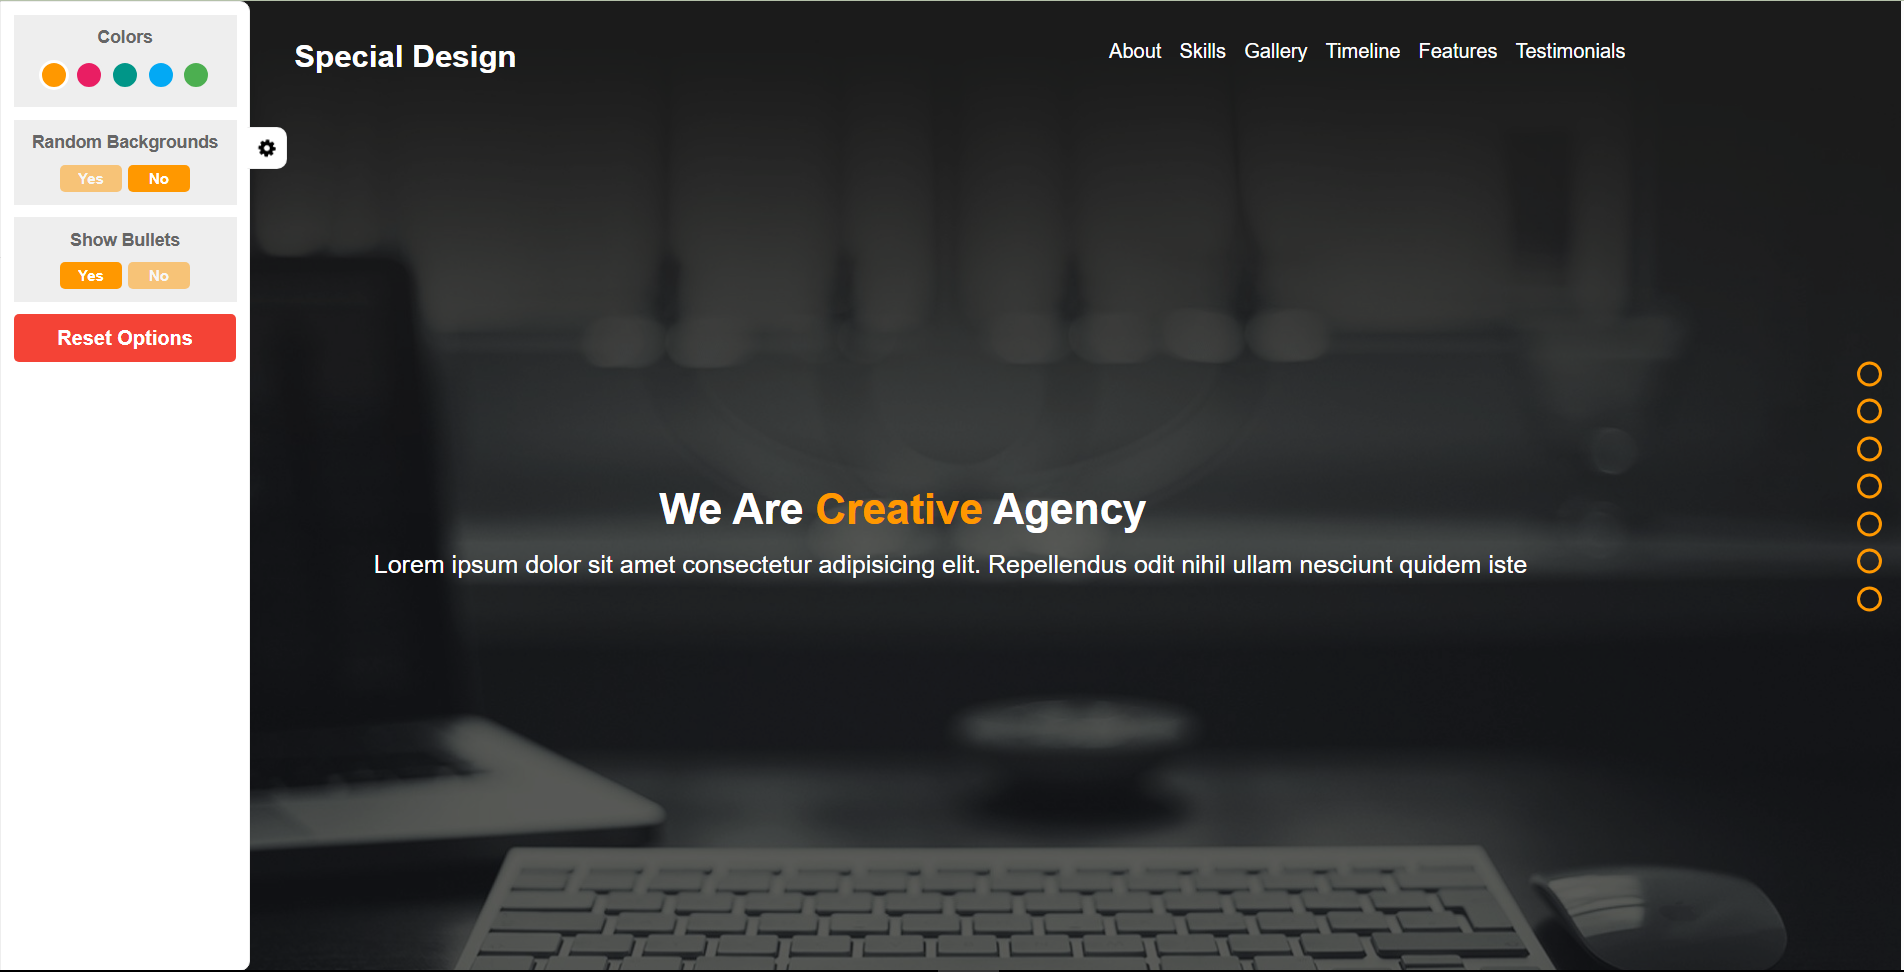 Colors
Random Backgrounds
Yes No
Show Bullets
Yes No
Reset Options
Special Design
About Skills Gallery Timeline Features Testimonials
We Are Creative Agency
Lorem ipsum dolor sit amet consectetur adipisicing elit. Repellendus odit nihil ullam nesciunt quidem iste